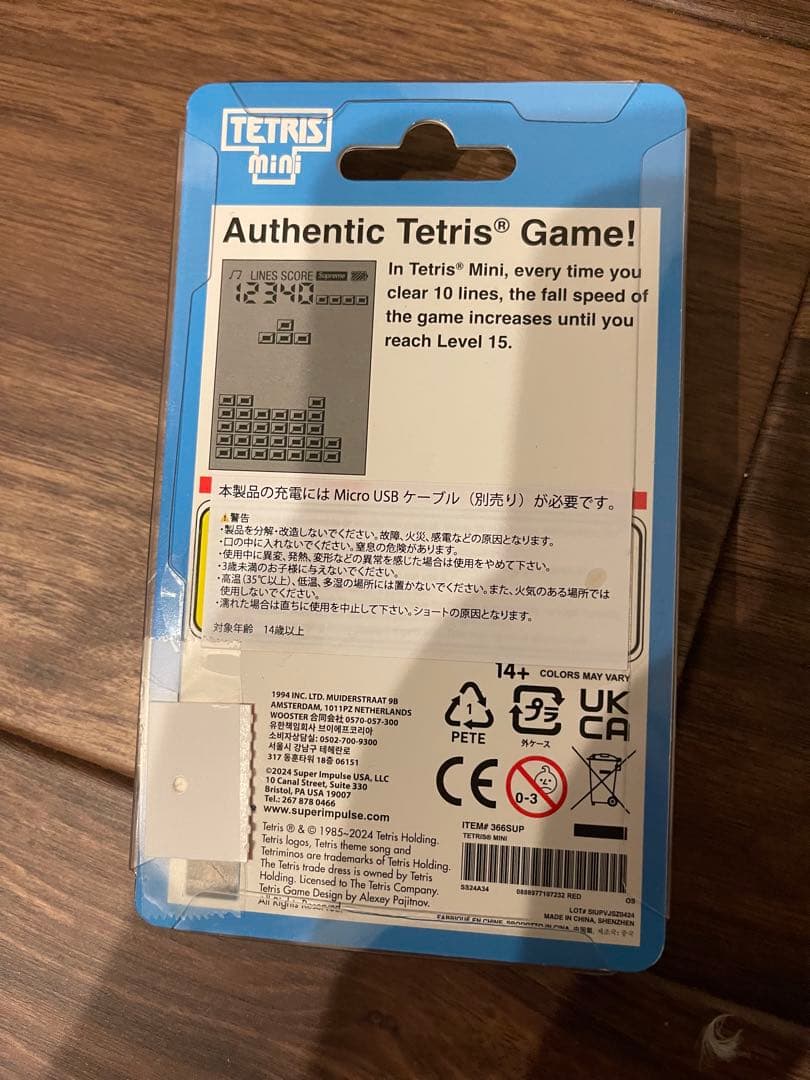 TETRIS
mini
Authentic Tetris® Game!
LINES SCORE Supreme
12340
In Tetris® Mini, every time you
clear 10 lines, the fall speed of
the game increases until you
reach Level 15.
本製品の充電には Micro USB ケーブル（別売り）が必要です。
⚠警告
・製品を分解・改造しないでください。故障、火災、感電などの原因となります。
・口の中に入れないでください。窒息の危険があります。
・使用中に異変、発熱、変形などの異常を感じた場合は使用をやめて下さい。
・3歳未満のお子様に与えないでください。
・高温(35℃以上)、低温、多湿の場所には置かないでください。また、火気のある場所では
使用しないでください。
・濡れた場合は直ちに使用を中止して下さい。ショートの原因となります。
対象年齢 14歳以上
14+ COLORS MAY VARY
1994 INC. LTD. MUIDERSTRAAT 9B
AMSTERDAM, 1011PZ NETHERLANDS
WOOSTER 合同会社 0570-057-300
유한책임회사 브이에프코리아
소비자상담실: 0502-700-9300
서울시 강남구 테헤란로
317 동훈타워 18층 06151
©2024 Super Impulse USA, LLC
10 Canal Street, Suite 330
Bristol, PA USA 19007
Tel.: 267 878 0466
www.superimpulse.com
Tetris ® & © 1985~2024 Tetris Holding.
Tetris logos, Tetris theme song and
Tetriminos are trademarks of Tetris Holding.
The Tetris trade dress is owned by Tetris
Holding. Licensed to The Tetris Company.
Tetris Game Design by Alexey Pajitnov.
All Rights Reserved.
1
PETE
プラ
外ケース
UK
CA
CE
0-3
ITEM# 366SUP
TETRIS® MINI
SS24A34 0888977107232 RED
OS
LOT# SIUPVJSZ0424
MADE IN CHINA, SHENZHEN
FABRIQUÉ EN CHINE, PRODOTTO IN CINA, 中国製, 제조국: 중국